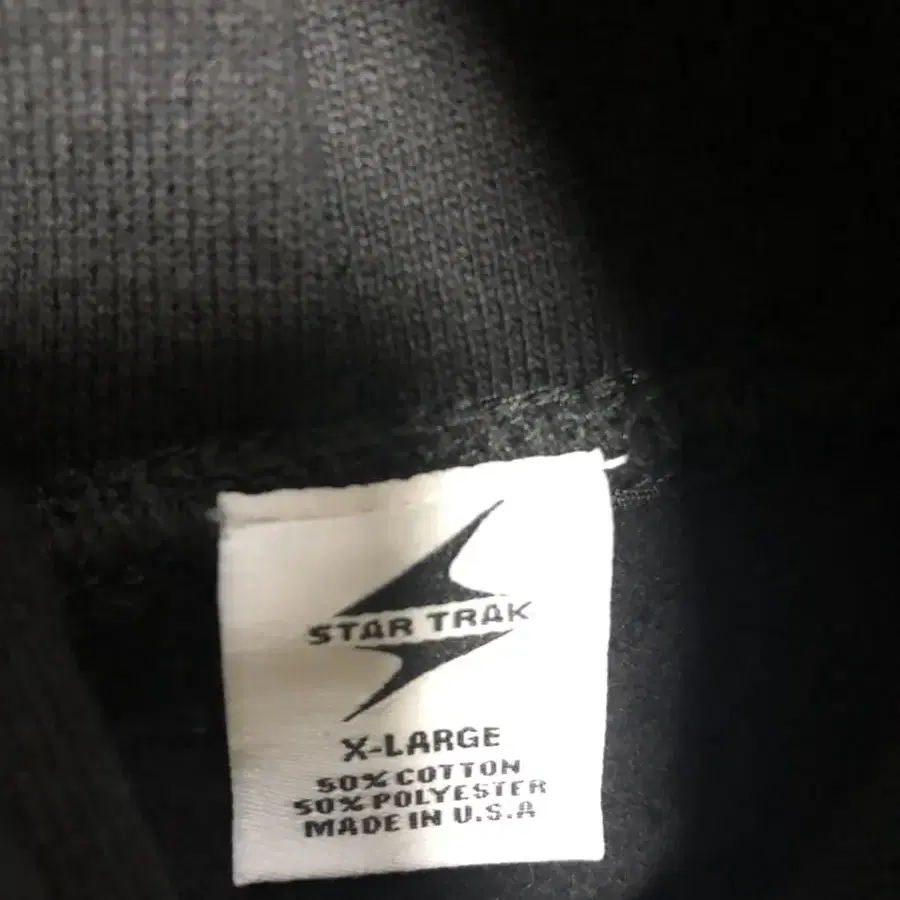 STAR TRAK
X-LARGE
50% COTTON
50% POLYESTER
MADE IN U.S.A